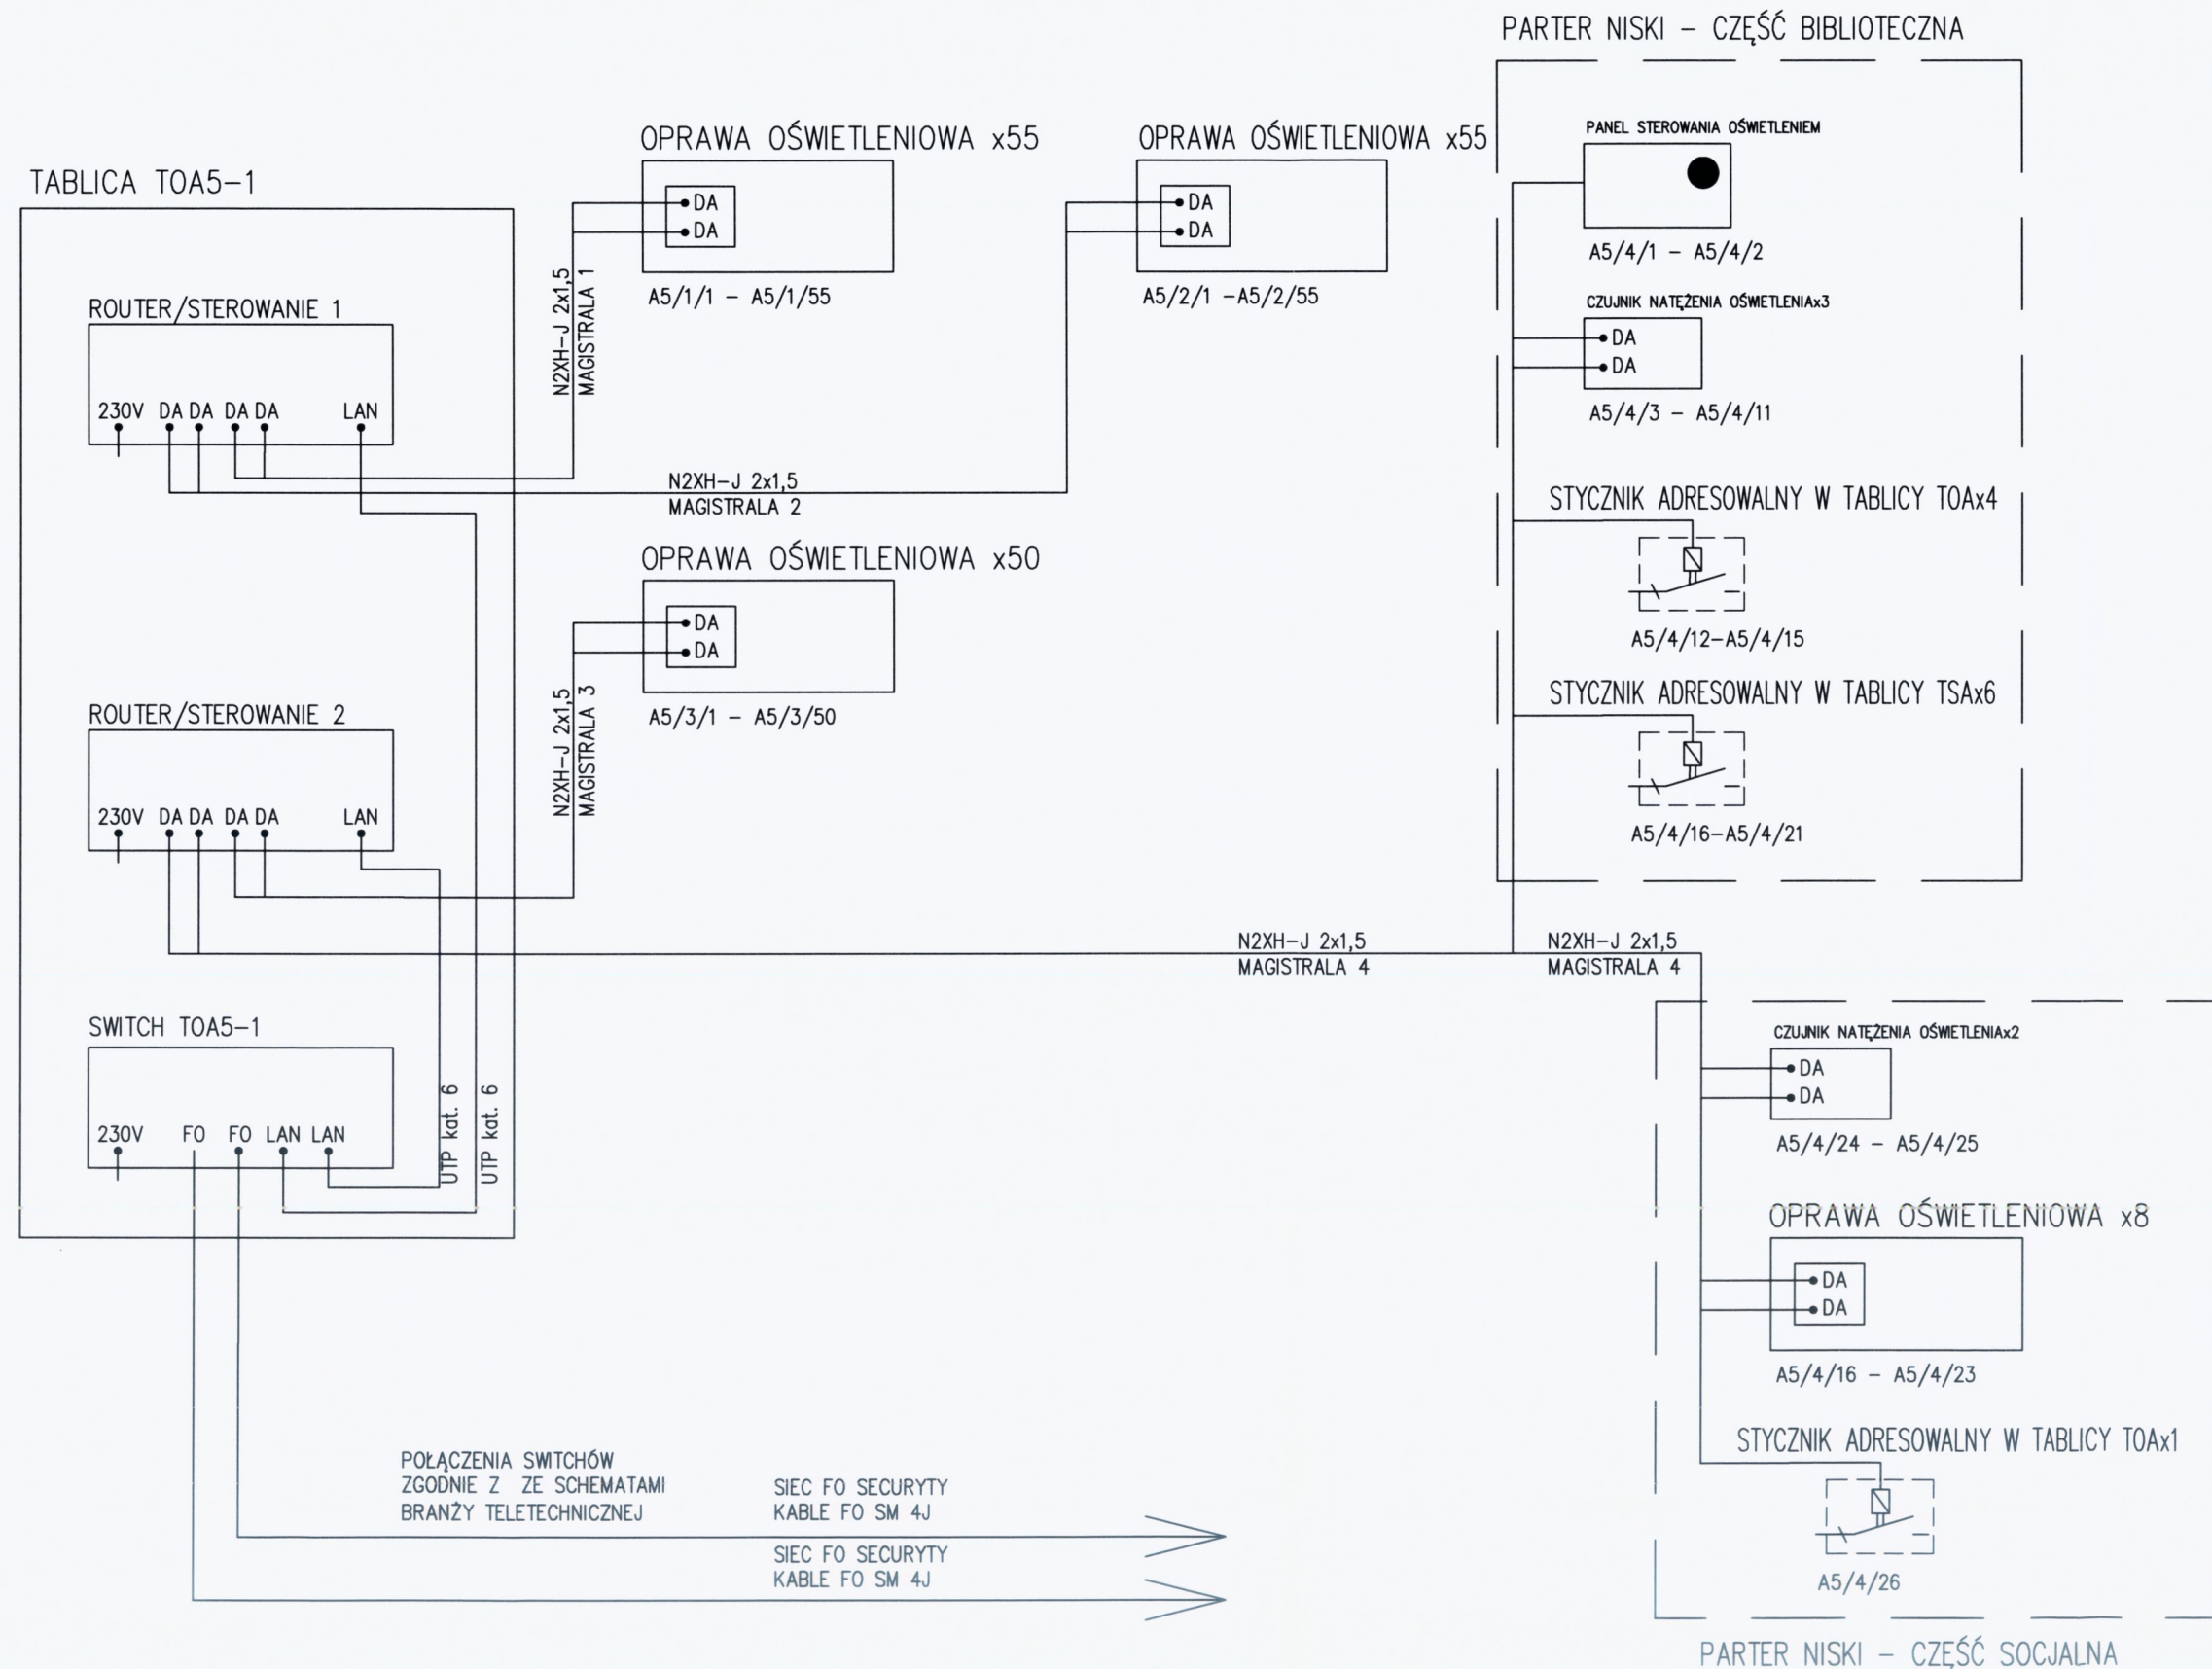 PARTER NISKI – CZĘŚĆ BIBLIOTECZNA
TABLICA TOA5-1
OPRAWA OŚWIETLENIOWA x55
DA
DA
A5/1/1 – A5/1/55
N2XH-J 2x1,5
MAGISTRALA 1
OPRAWA OŚWIETLENIOWA x55
DA
DA
A5/2/1 –A5/2/55
PANEL STEROWANIA OŚWIETLENIEM
A5/4/1 – A5/4/2
CZUJNIK NATĘŻENIA OŚWIETLENIAx3
DA
DA
A5/4/3 – A5/4/11
ROUTER/STEROWANIE 1
230V DA DA DA DA LAN
N2XH-J 2x1,5
MAGISTRALA 2
STYCZNIK ADRESOWALNY W TABLICY TOAx4
A5/4/12–A5/4/15
OPRAWA OŚWIETLENIOWA x50
DA
DA
A5/3/1 – A5/3/50
N2XH-J 2x1,5
MAGISTRALA 3
STYCZNIK ADRESOWALNY W TABLICY TSAx6
A5/4/16–A5/4/21
ROUTER/STEROWANIE 2
230V DA DA DA DA LAN
N2XH-J 2x1,5
MAGISTRALA 4
N2XH-J 2x1,5
MAGISTRALA 4
SWITCH TOA5-1
230V FO FO LAN LAN
UTP kat. 6
UTP kat. 6
CZUJNIK NATĘŻENIA OŚWIETLENIAx2
DA
DA
A5/4/24 – A5/4/25
OPRAWA OŚWIETLENIOWA x8
DA
DA
A5/4/16 – A5/4/23
STYCZNIK ADRESOWALNY W TABLICY TOAx1
A5/4/26
POŁĄCZENIA SWITCHÓW
ZGODNIE Z ZE SCHEMATAMI
BRANŻY TELETECHNICZNEJ
SIEC FO SECURYTY
KABLE FO SM 4J
SIEC FO SECURYTY
KABLE FO SM 4J
PARTER NISKI – CZĘŚĆ SOCJALNA